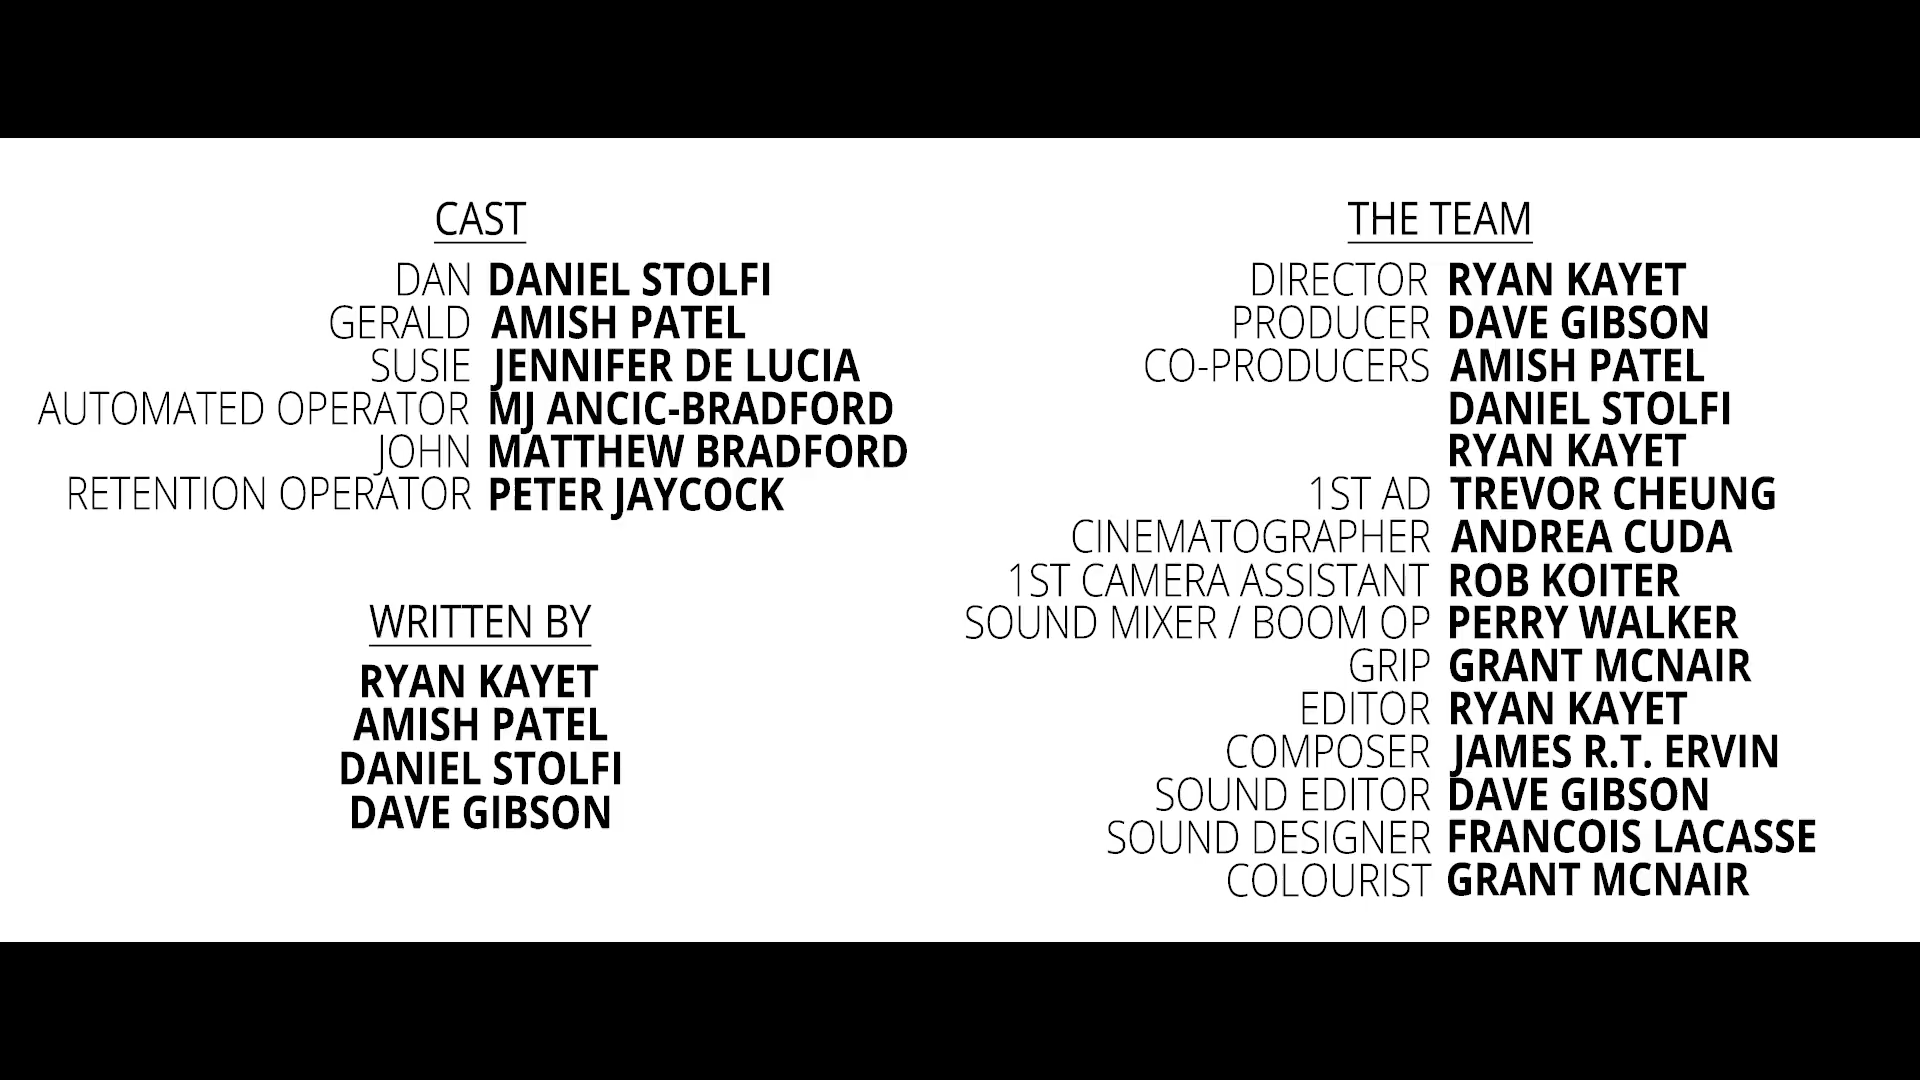 CAST
DAN DANIEL STOLFI
GERALD AMISH PATEL
SUSIE JENNIFER DE LUCIA
AUTOMATED OPERATOR MJ ANCIC-BRADFORD
JOHN MATTHEW BRADFORD
RETENTION OPERATOR PETER JAYCOCK
WRITTEN BY
RYAN KAYET
AMISH PATEL
DANIEL STOLFI
DAVE GIBSON
THE TEAM
DIRECTOR RYAN KAYET
PRODUCER DAVE GIBSON
CO-PRODUCERS AMISH PATEL
DANIEL STOLFI
RYAN KAYET
1ST AD TREVOR CHEUNG
CINEMATOGRAPHER ANDREA CUDA
1ST CAMERA ASSISTANT ROB KOITER
SOUND MIXER / BOOM OP PERRY WALKER
GRIP GRANT MCNAIR
EDITOR RYAN KAYET
COMPOSER JAMES R.T. ERVIN
SOUND EDITOR DAVE GIBSON
SOUND DESIGNER FRANCOIS LACASSE
COLOURIST GRANT MCNAIR